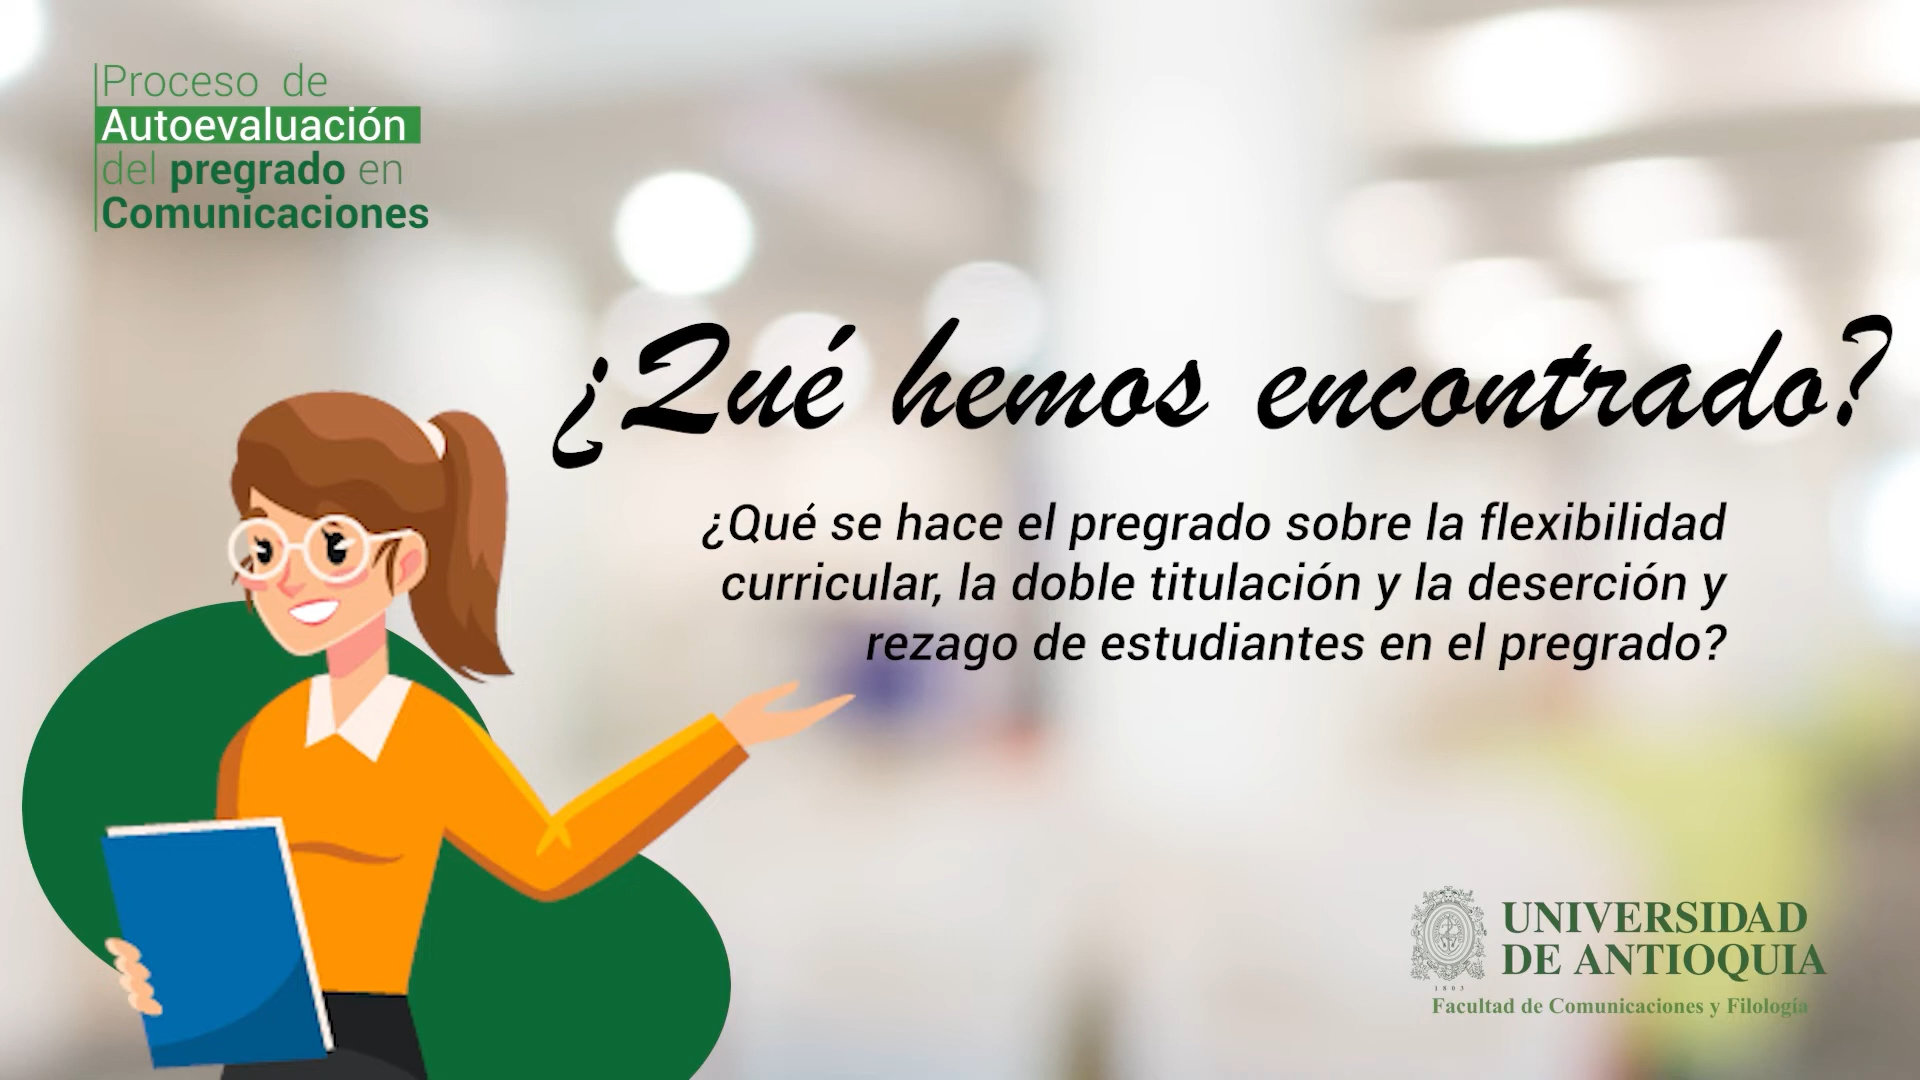 Proceso de
Autoevaluación
del pregrado en
Comunicaciones
¿Qué hemos encontrado?
¿Qué se hace el pregrado sobre la flexibilidad
curricular, la doble titulación y la deserción y
rezago de estudiantes en el pregrado?
1803
UNIVERSIDAD
DE ANTIOQUIA
Facultad de Comunicaciones y Filología